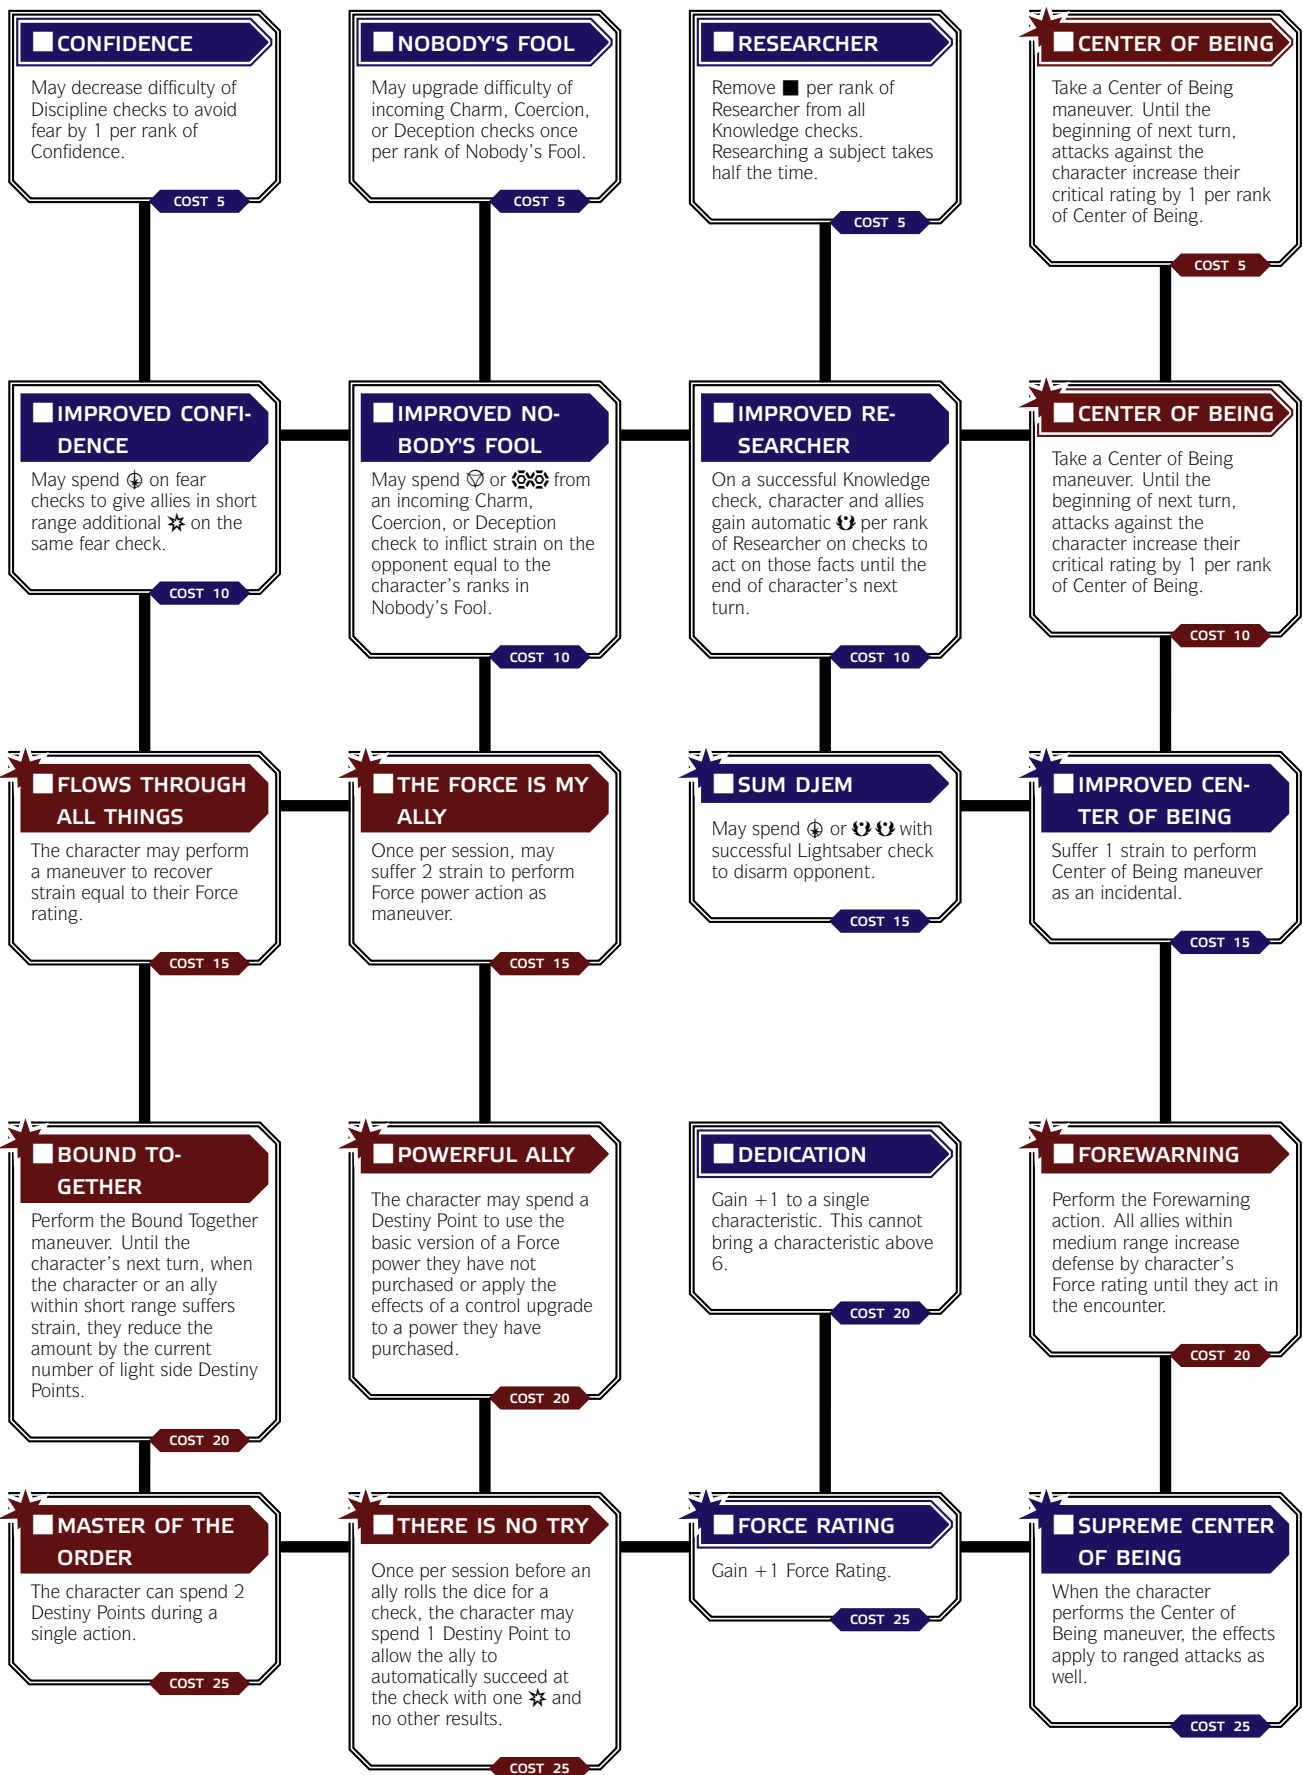 CONFIDENCE
May decrease difficulty of
Discipline checks to avoid
fear by 1 per rank of
Confidence.
COST 5
NOBODY'S FOOL
May upgrade difficulty of
incoming Charm, Coercion,
or Deception checks once
per rank of Nobody's Fool.
COST 5
RESEARCHER
Remove ■ per rank of
Researcher from all
Knowledge checks.
Researching a subject takes
half the time.
COST 5
CENTER OF BEING
Take a Center of Being
maneuver. Until the
beginning of next turn,
attacks against the
character increase their
critical rating by 1 per rank
of Center of Being.
COST 5
IMPROVED CONFI-
DENCE
May spend on fear
checks to give allies in short
range additional on the
same fear check.
COST 10
IMPROVED NO-
BODY'S FOOL
May spend or from
an incoming Charm,
Coercion, or Deception
check to inflict strain on the
opponent equal to the
character's ranks in
Nobody's Fool.
COST 10
IMPROVED RE-
SEARCHER
On a successful Knowledge
check, character and allies
gain automatic per rank
of Researcher on checks to
act on those facts until the
end of character's next
turn.
COST 10
CENTER OF BEING
Take a Center of Being
maneuver. Until the
beginning of next turn,
attacks against the
character increase their
critical rating by 1 per rank
of Center of Being.
COST 10
FLOWS THROUGH
ALL THINGS
The character may perform
a maneuver to recover
strain equal to their Force
rating.
COST 15
THE FORCE IS MY
ALLY
Once per session, may
suffer 2 strain to perform
Force power action as
maneuver.
COST 15
SUM DJEM
May spend or with
successful Lightsaber check
to disarm opponent.
COST 15
IMPROVED CEN-
TER OF BEING
Suffer 1 strain to perform
Center of Being maneuver
as an incidental.
COST 15
BOUND TO-
GETHER
Perform the Bound Together
maneuver. Until the
character's next turn, when
the character or an ally
within short range suffers
strain, they reduce the
amount by the current
number of light side Destiny
Points.
COST 20
POWERFUL ALLY
The character may spend a
Destiny Point to use the
basic version of a Force
power they have not
purchased or apply the
effects of a control upgrade
to a power they have
purchased.
COST 20
DEDICATION
Gain +1 to a single
characteristic. This cannot
bring a characteristic above
6.
COST 20
FOREWARNING
Perform the Forewarning
action. All allies within
medium range increase
defense by character's
Force rating until they act in
the encounter.
COST 20
MASTER OF THE
ORDER
The character can spend 2
Destiny Points during a
single action.
COST 25
THERE IS NO TRY
Once per session before an
ally rolls the dice for a
check, the character may
spend 1 Destiny Point to
allow the ally to
automatically succeed at
the check with one and
no other results.
COST 25
FORCE RATING
Gain +1 Force Rating.
COST 25
SUPREME CENTER
OF BEING
When the character
performs the Center of
Being maneuver, the effects
apply to ranged attacks as
well.
COST 25